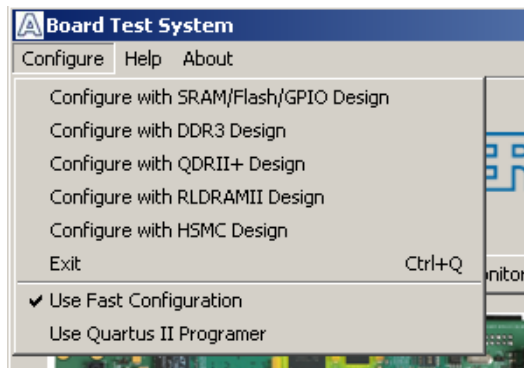 Board Test System
Configure Help About
Configure with SRAM/Flash/GPIO Design
Configure with DDR3 Design
Configure with QDRII+ Design
Configure with RLDRAMII Design
Configure with HSMC Design
Exit Ctrl+Q
Use Fast Configuration
Use Quartus II Programer